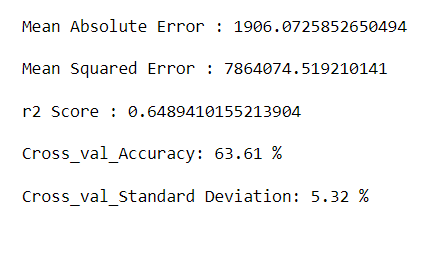 Mean Absolute Error : 1906.0725852650494
Mean Squared Error : 7864074.519210141
r2 Score : 0.6489410155213904
Cross_val_Accuracy: 63.61 %
Cross_val_Standard Deviation: 5.32 %